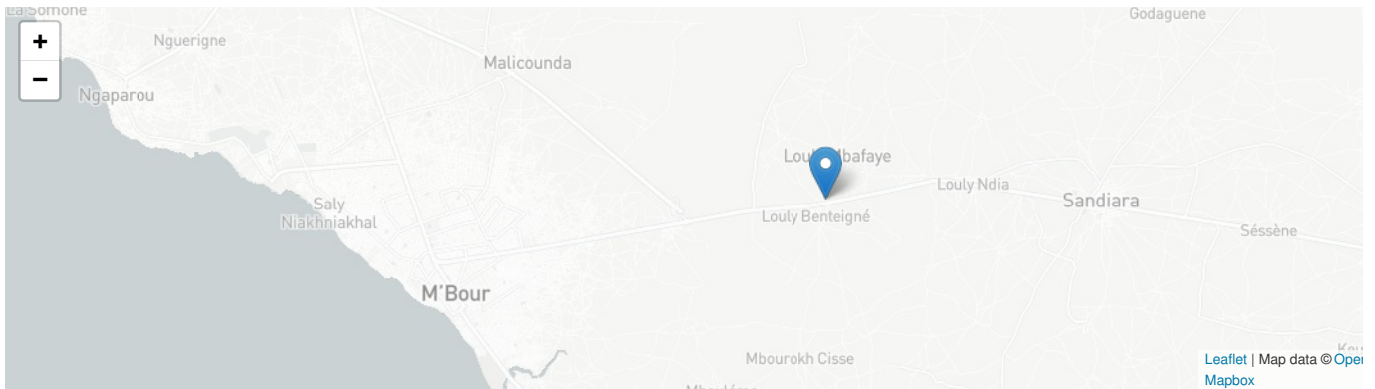 La Somone
Godaguene
+
Nguerigne
Malicounda
−
Ngaparou
Louly Ndia
Sandiara
Saly
Niakhniakhal
Louly Benteigné
Séssène
M'Bour
Mbourokh Cisse
Leaflet | Map data © Open
Mapbox